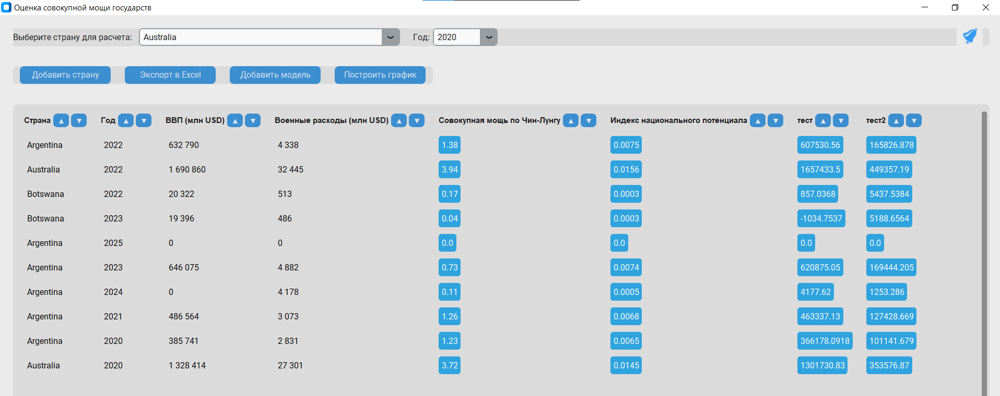 Оценка совокупной мощи государств
Выберите страну для расчета: Australia Год: 2020
Добавить страну Экспорт в Excel Добавить модель Построить график
Страна ▲ ▼ Год ▲ ▼ ВВП (млн USD) ▲ ▼ Военные расходы (млн USD) ▲ ▼ Совокупная мощь по Чин-Лунгу ▲ ▼ Индекс национального потенциала ▲ ▼ тест ▲ ▼ тест2 ▲ ▼
Argentina 2022 632 790 4 338 1.38 0.0075 607530.56 165826.878
Australia 2022 1 690 860 32 445 3.94 0.0156 1657433.5 449357.19
Botswana 2022 20 322 513 0.17 0.0003 857.0368 5437.5384
Botswana 2023 19 396 486 0.04 0.0003 -1034.7537 5188.6564
Argentina 2025 0 0 0.0 0.0 0.0 0.0
Argentina 2023 646 075 4 882 0.73 0.0074 620875.05 169444.205
Argentina 2024 0 4 178 0.11 0.0005 4177.62 1253.286
Argentina 2021 486 564 3 073 1.26 0.0068 463337.13 127428.669
Argentina 2020 385 741 2 831 1.23 0.0065 366178.0918 101141.679
Australia 2020 1 328 414 27 301 3.72 0.0145 1301730.83 353576.87